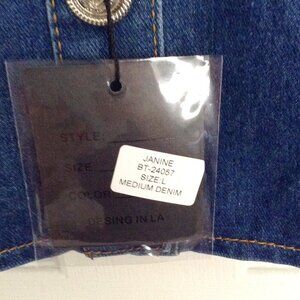 STYLE:
SIZE
COLOR
DESING IN LA
JANINE
BT-24057
SIZE:L
MEDIUM DENIM